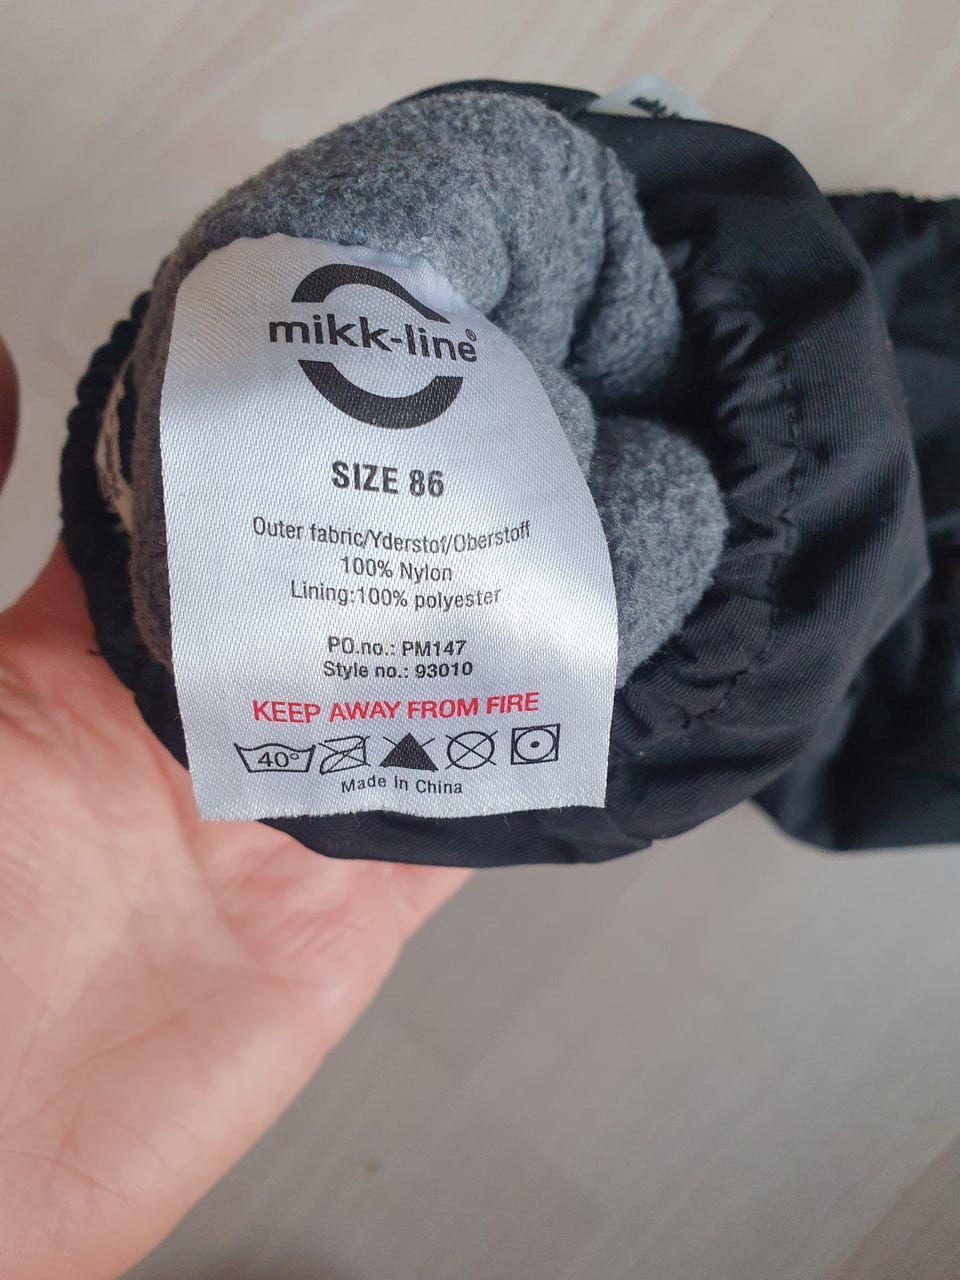 mikk-line®
SIZE 86
Outer fabric/Yderstof/Oberstoff
100% Nylon
Lining:100% polyester
PO.no.: PM147
Style no.: 93010
KEEP AWAY FROM FIRE
40°
Made in China